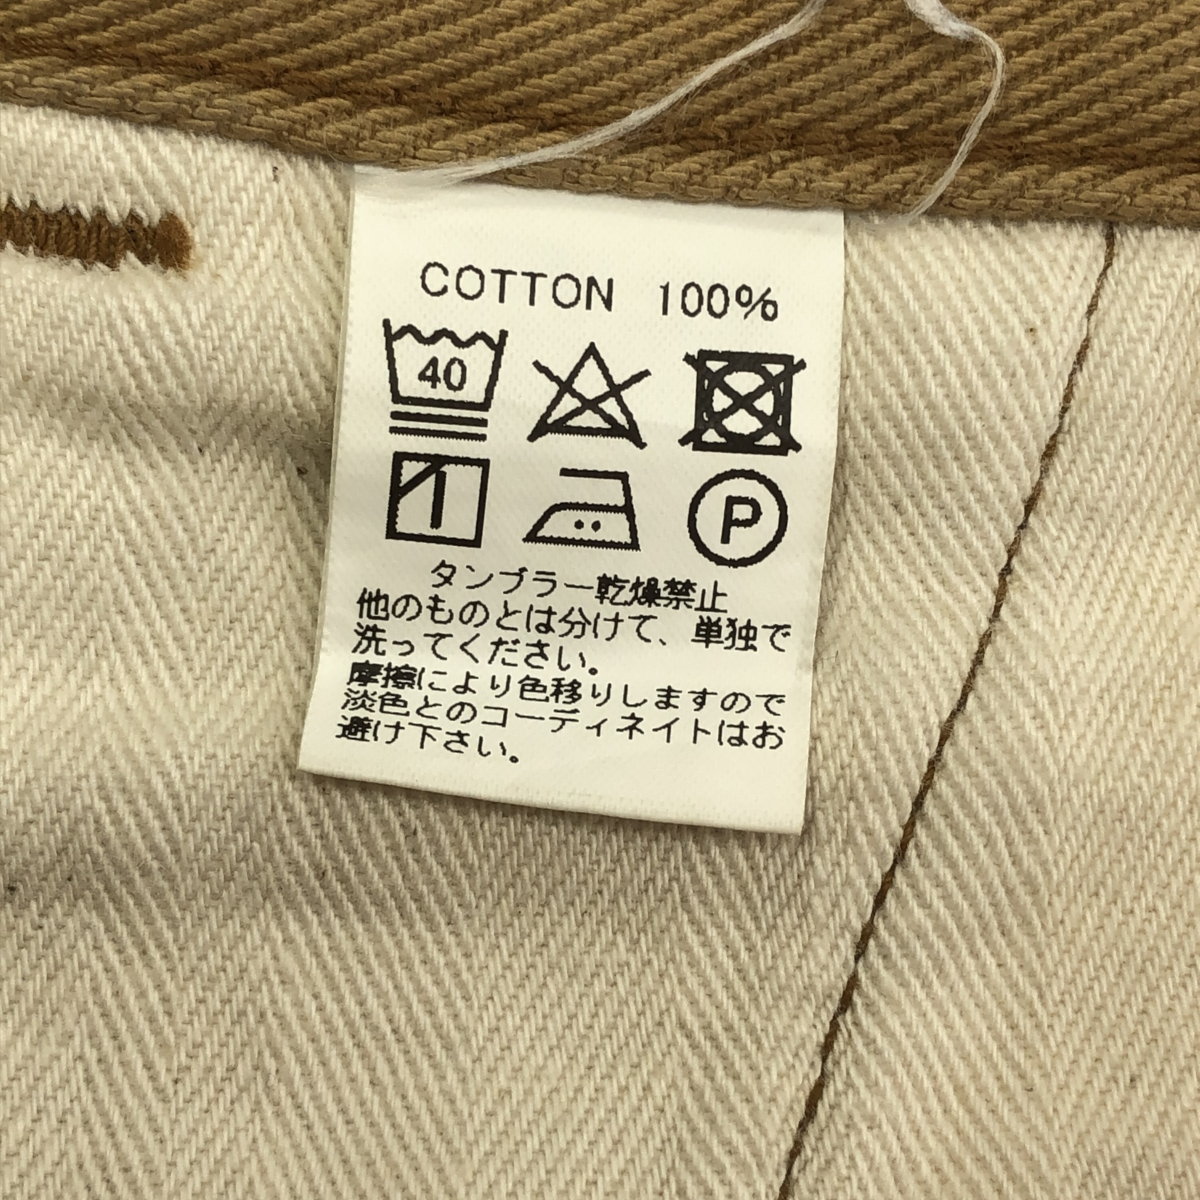 COTTON 100%
40
P
タンブラー乾燥禁止
他のものとは分けて、単独で
洗ってください。
摩擦により色移りしますので
淡色とのコーディネイトはお
避け下さい。